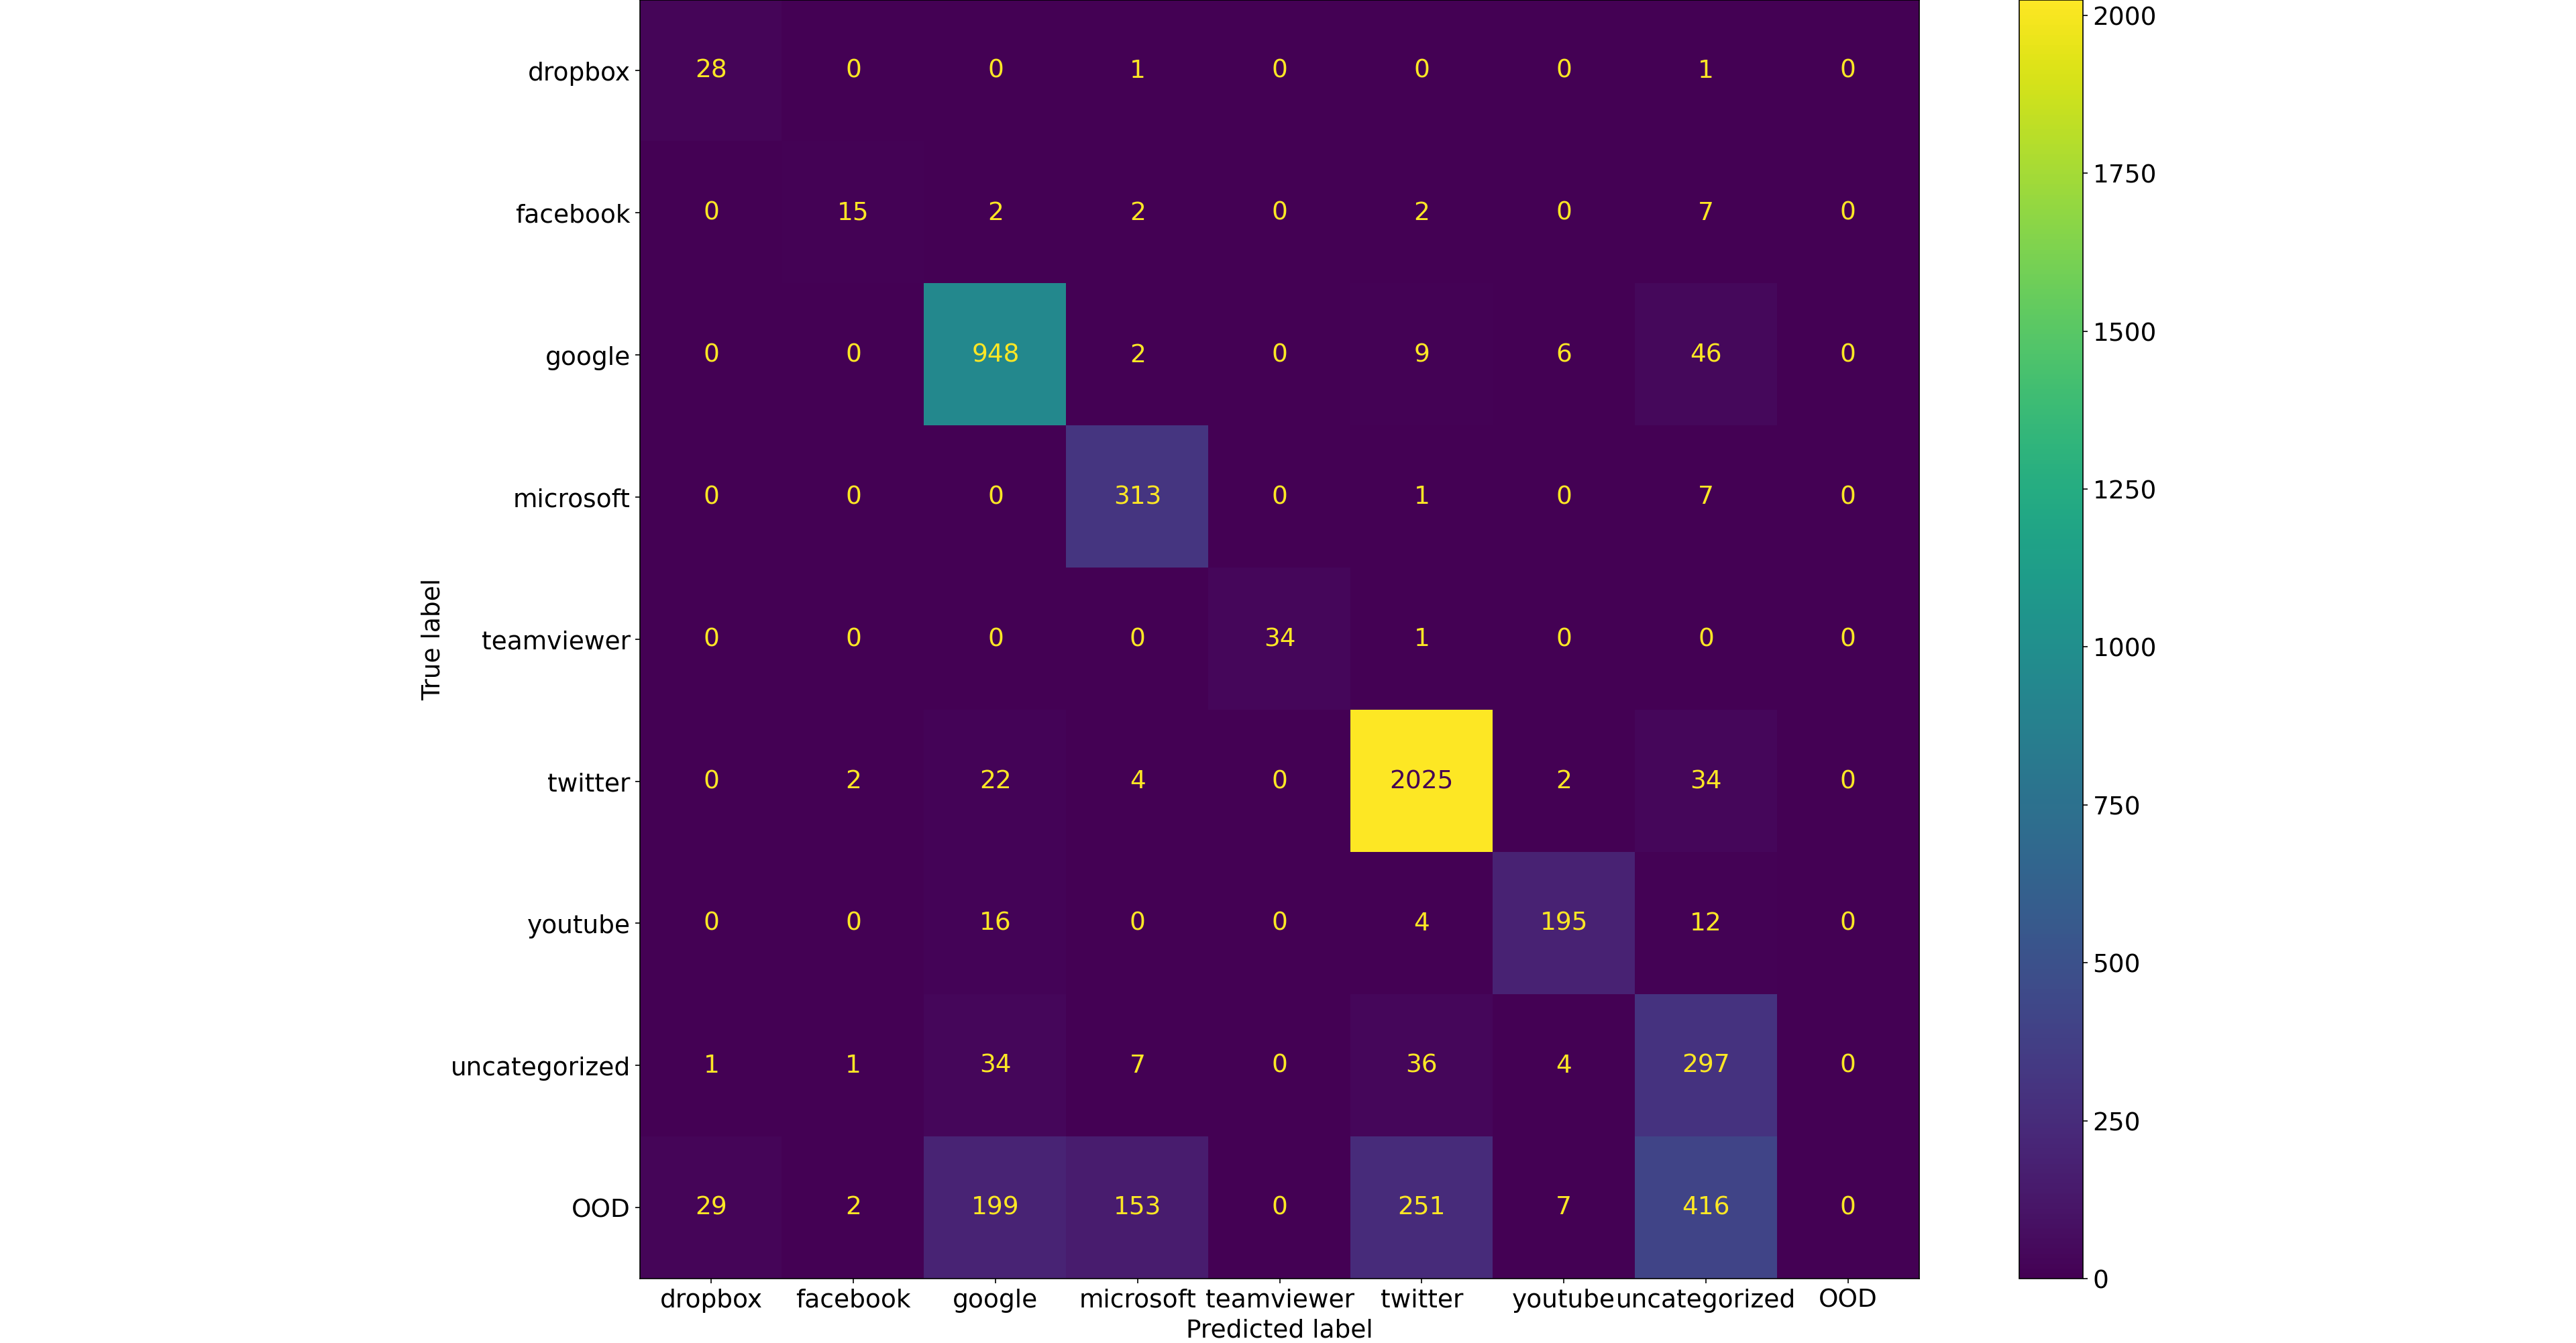 dropbox 28 0 0 1 0 0 0 1 0
facebook 0 15 2 2 0 2 0 7 0
google 0 0 948 2 0 9 6 46 0
microsoft 0 0 0 313 0 1 0 7 0
teamviewer 0 0 0 0 34 1 0 0 0
twitter 0 2 22 4 0 2025 2 34 0
youtube 0 0 16 0 0 4 195 12 0
uncategorized 1 1 34 7 0 36 4 297 0
OOD 29 2 199 153 0 251 7 416 0
dropbox facebook google microsoft teamviewer twitter youtube uncategorized OOD
Predicted label
True label
2000
1750
1500
1250
1000
750
500
250
0